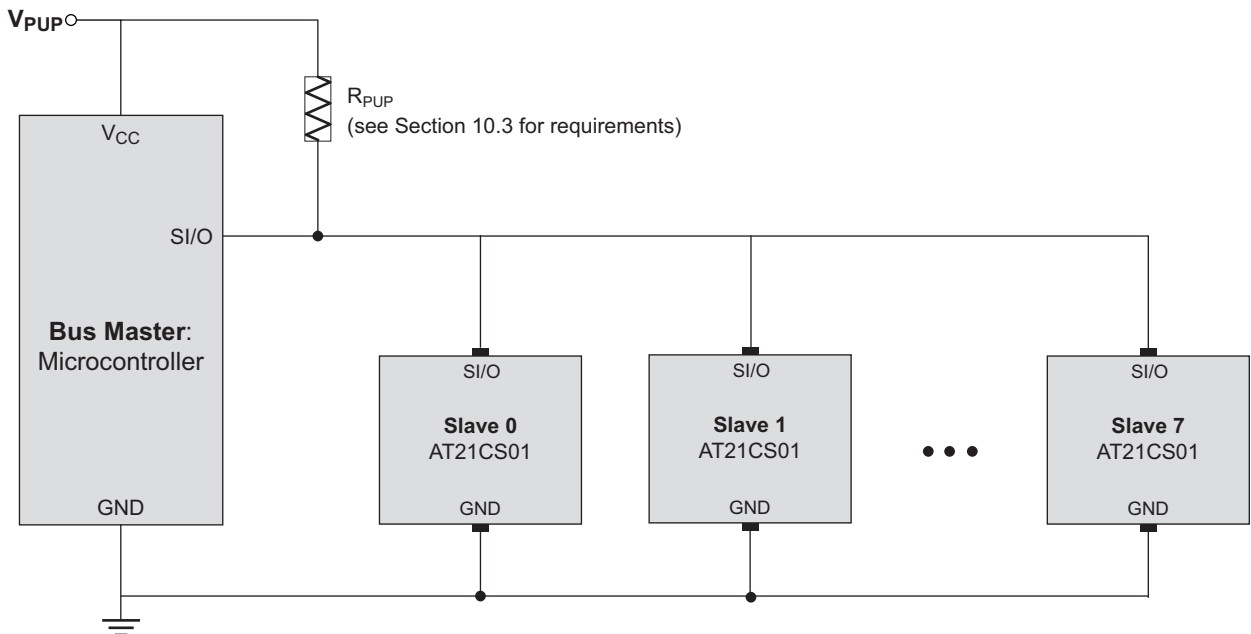 VPUP
RPUP
(see Section 10.3 for requirements)
VCC
SI/O
Bus Master:
Microcontroller
GND
SI/O
Slave 0
AT21CS01
GND
SI/O
Slave 1
AT21CS01
GND
SI/O
Slave 7
AT21CS01
GND